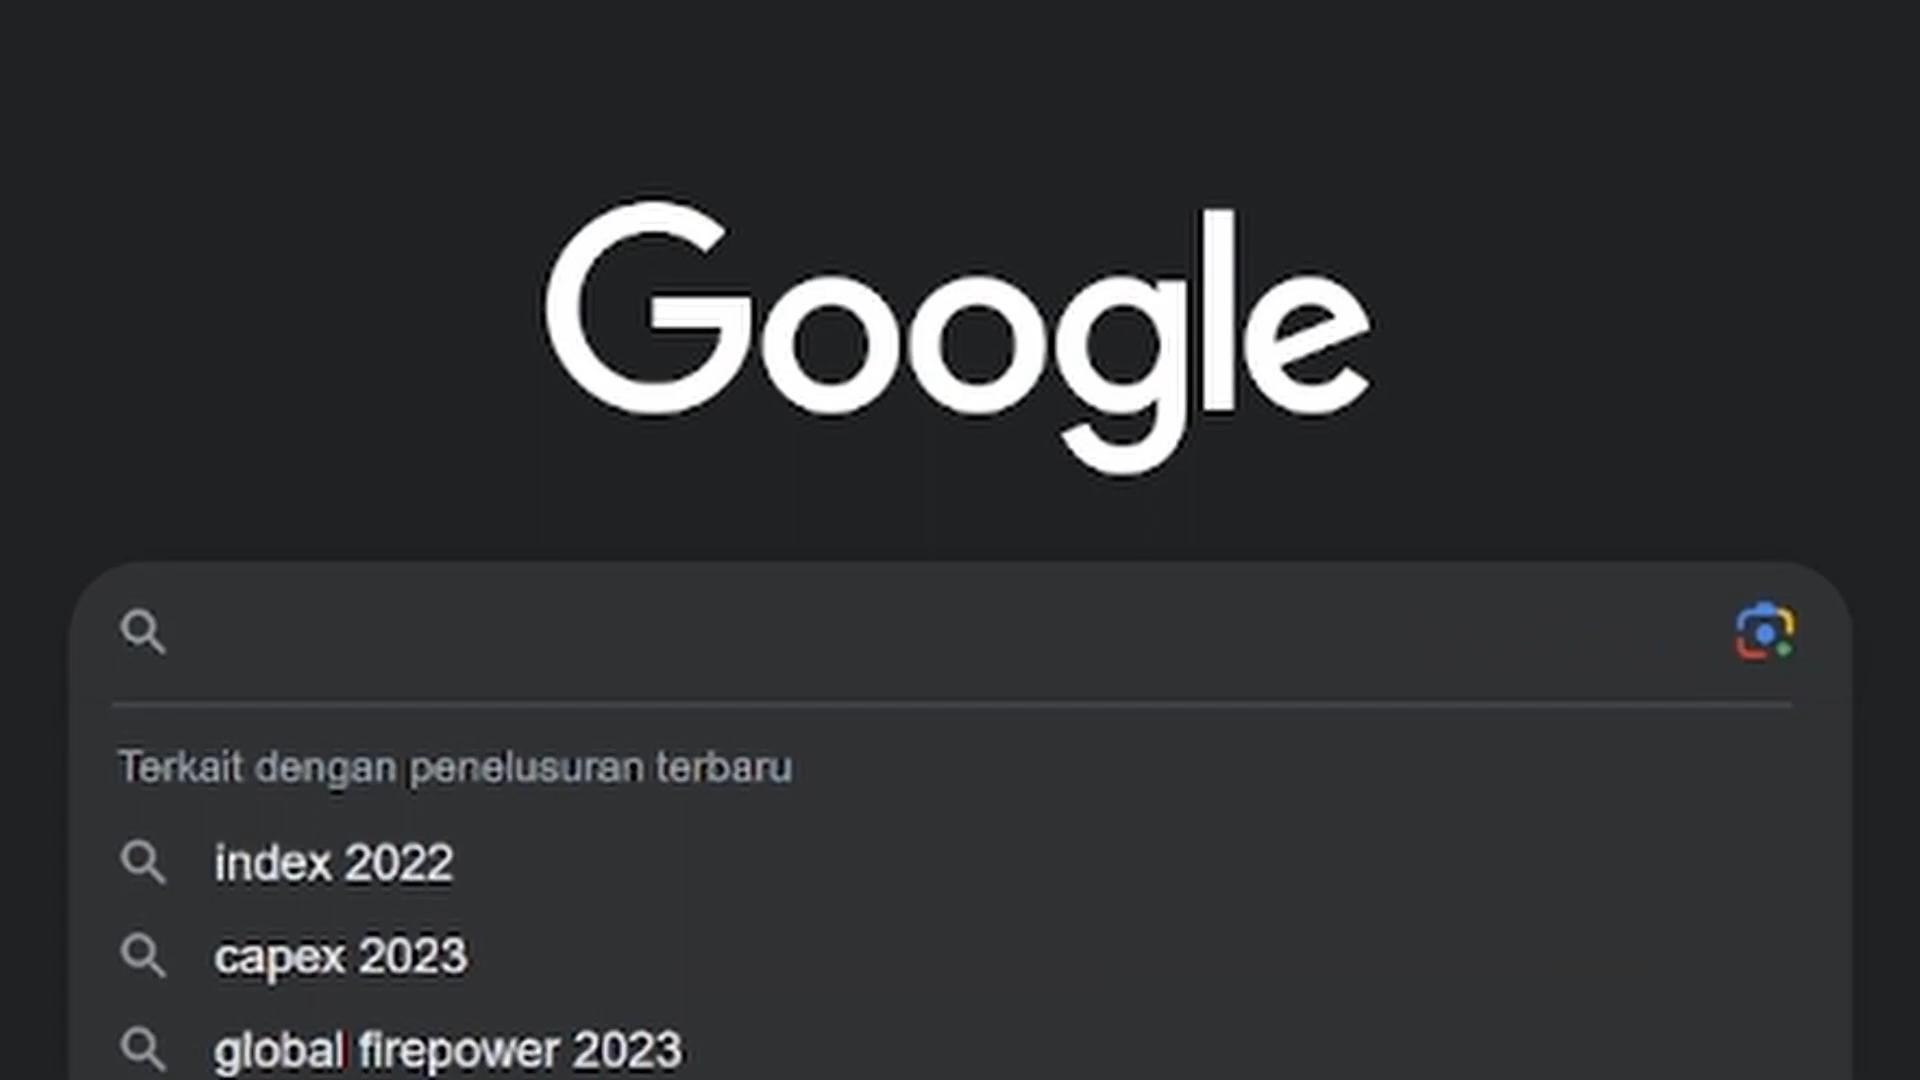 Google
Terkait dengan penelusuran terbaru
index 2022
capex 2023
global firepower 2023